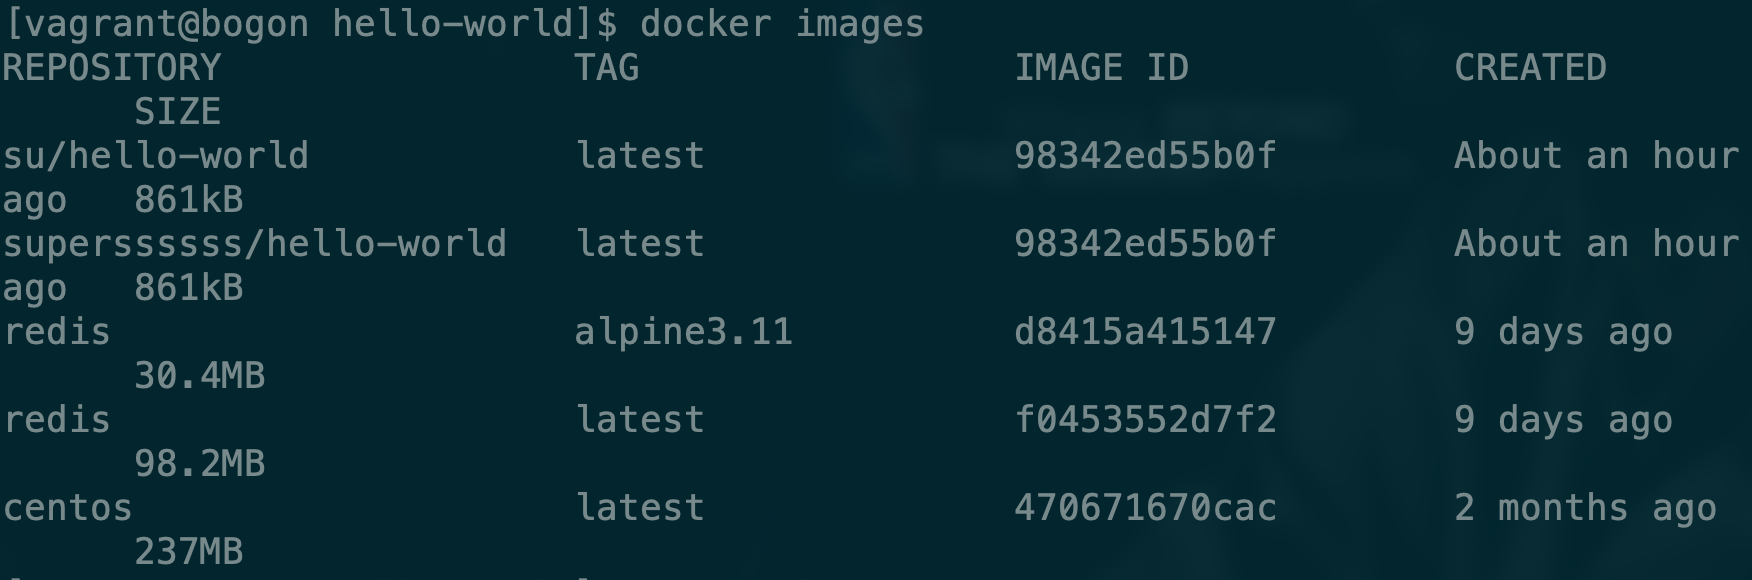 [vagrant@bogon hello-world]$ docker images
REPOSITORY TAG IMAGE ID CREATED
SIZE
su/hello-world latest 98342ed55b0f About an hour
ago 861kB
superssssss/hello-world latest 98342ed55b0f About an hour
ago 861kB
redis alpine3.11 d8415a415147 9 days ago
30.4MB
redis latest f0453552d7f2 9 days ago
98.2MB
centos latest 470671670cac 2 months ago
237MB